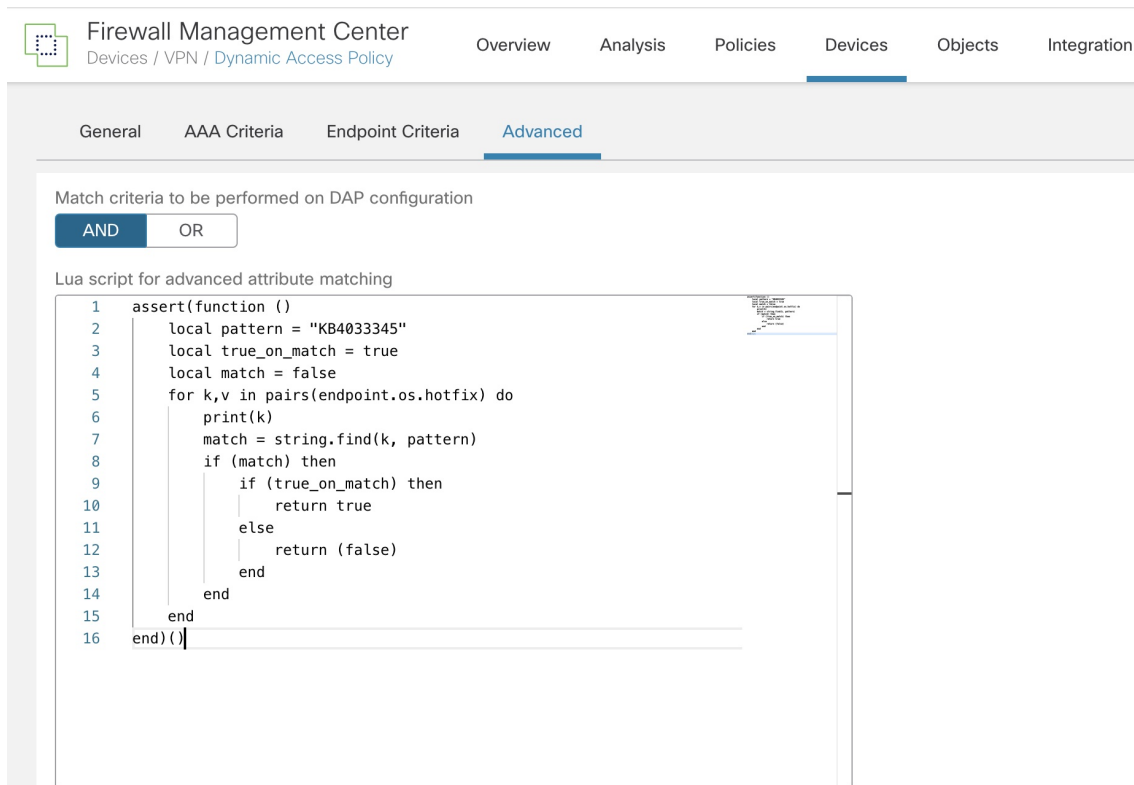 Firewall Management Center
Devices / VPN / Dynamic Access Policy
Overview Analysis Policies Devices Objects Integration
General AAA Criteria Endpoint Criteria Advanced
Match criteria to be performed on DAP configuration
AND OR
Lua script for advanced attribute matching
1 assert(function ()
2 local pattern = "KB4033345"
3 local true_on_match = true
4 local match = false
5 for k,v in pairs(endpoint.os.hotfix) do
6 print(k)
7 match = string.find(k, pattern)
8 if (match) then
9 if (true_on_match) then
10 return true
11 else
12 return (false)
13 end
14 end
15 end
16 end)()